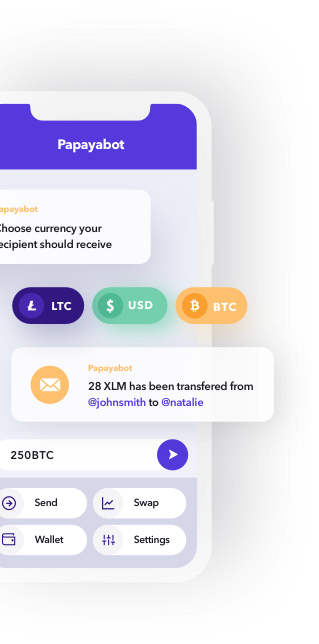 Papayabot
apayabot
Choose currency your
ecipient should receive
LTC
USD
BTC
Papayabot
28 XLM has been transfered from
@johnsmith to @natalie
250BTC
Send
Swap
Wallet
Settings